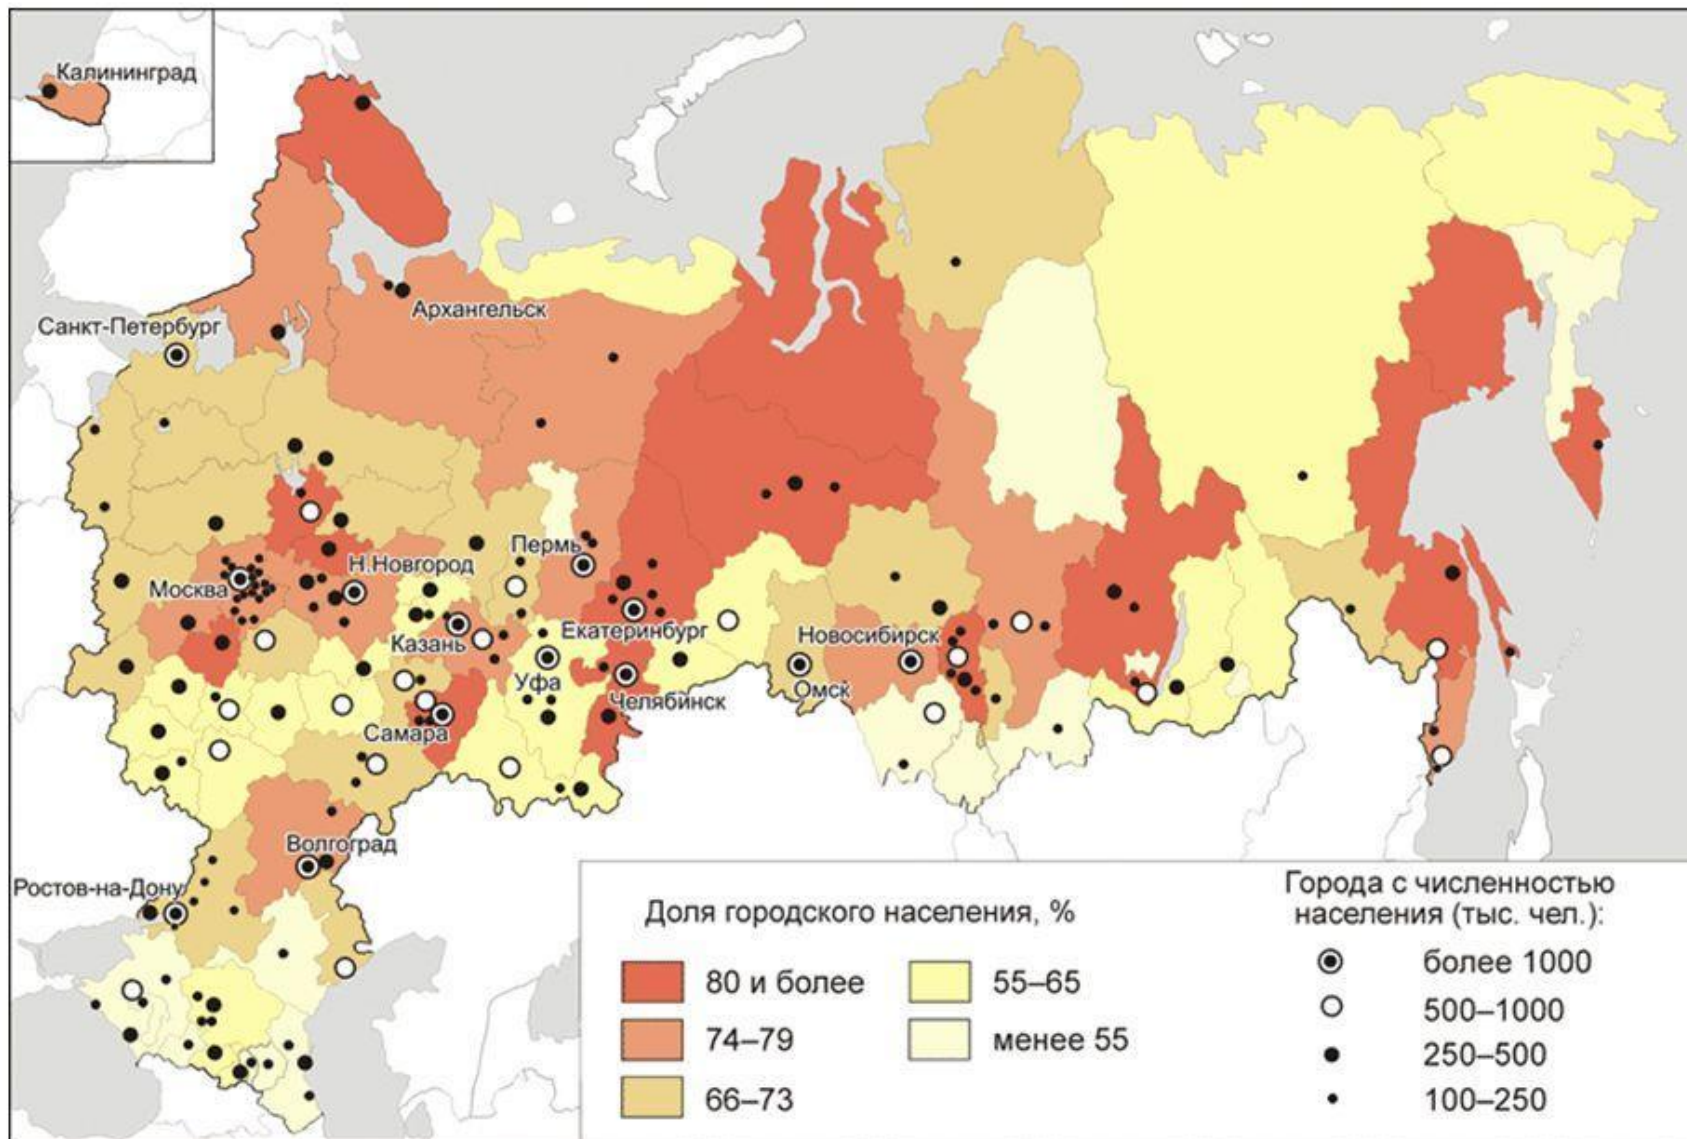 Калининград
Архангельск
Санкт-Петербург
Пермь
Н.Новгород
Москва
Казань
Екатеринбург
Новосибирск
Уфа
Челябинск
Омск
Самара
Волгоград
Ростов-на-Дону
Доля городского населения, %
80 и более
74–79
66–73
55–65
менее 55
Города с численностью
населения (тыс. чел.):
более 1000
500–1000
250–500
100–250